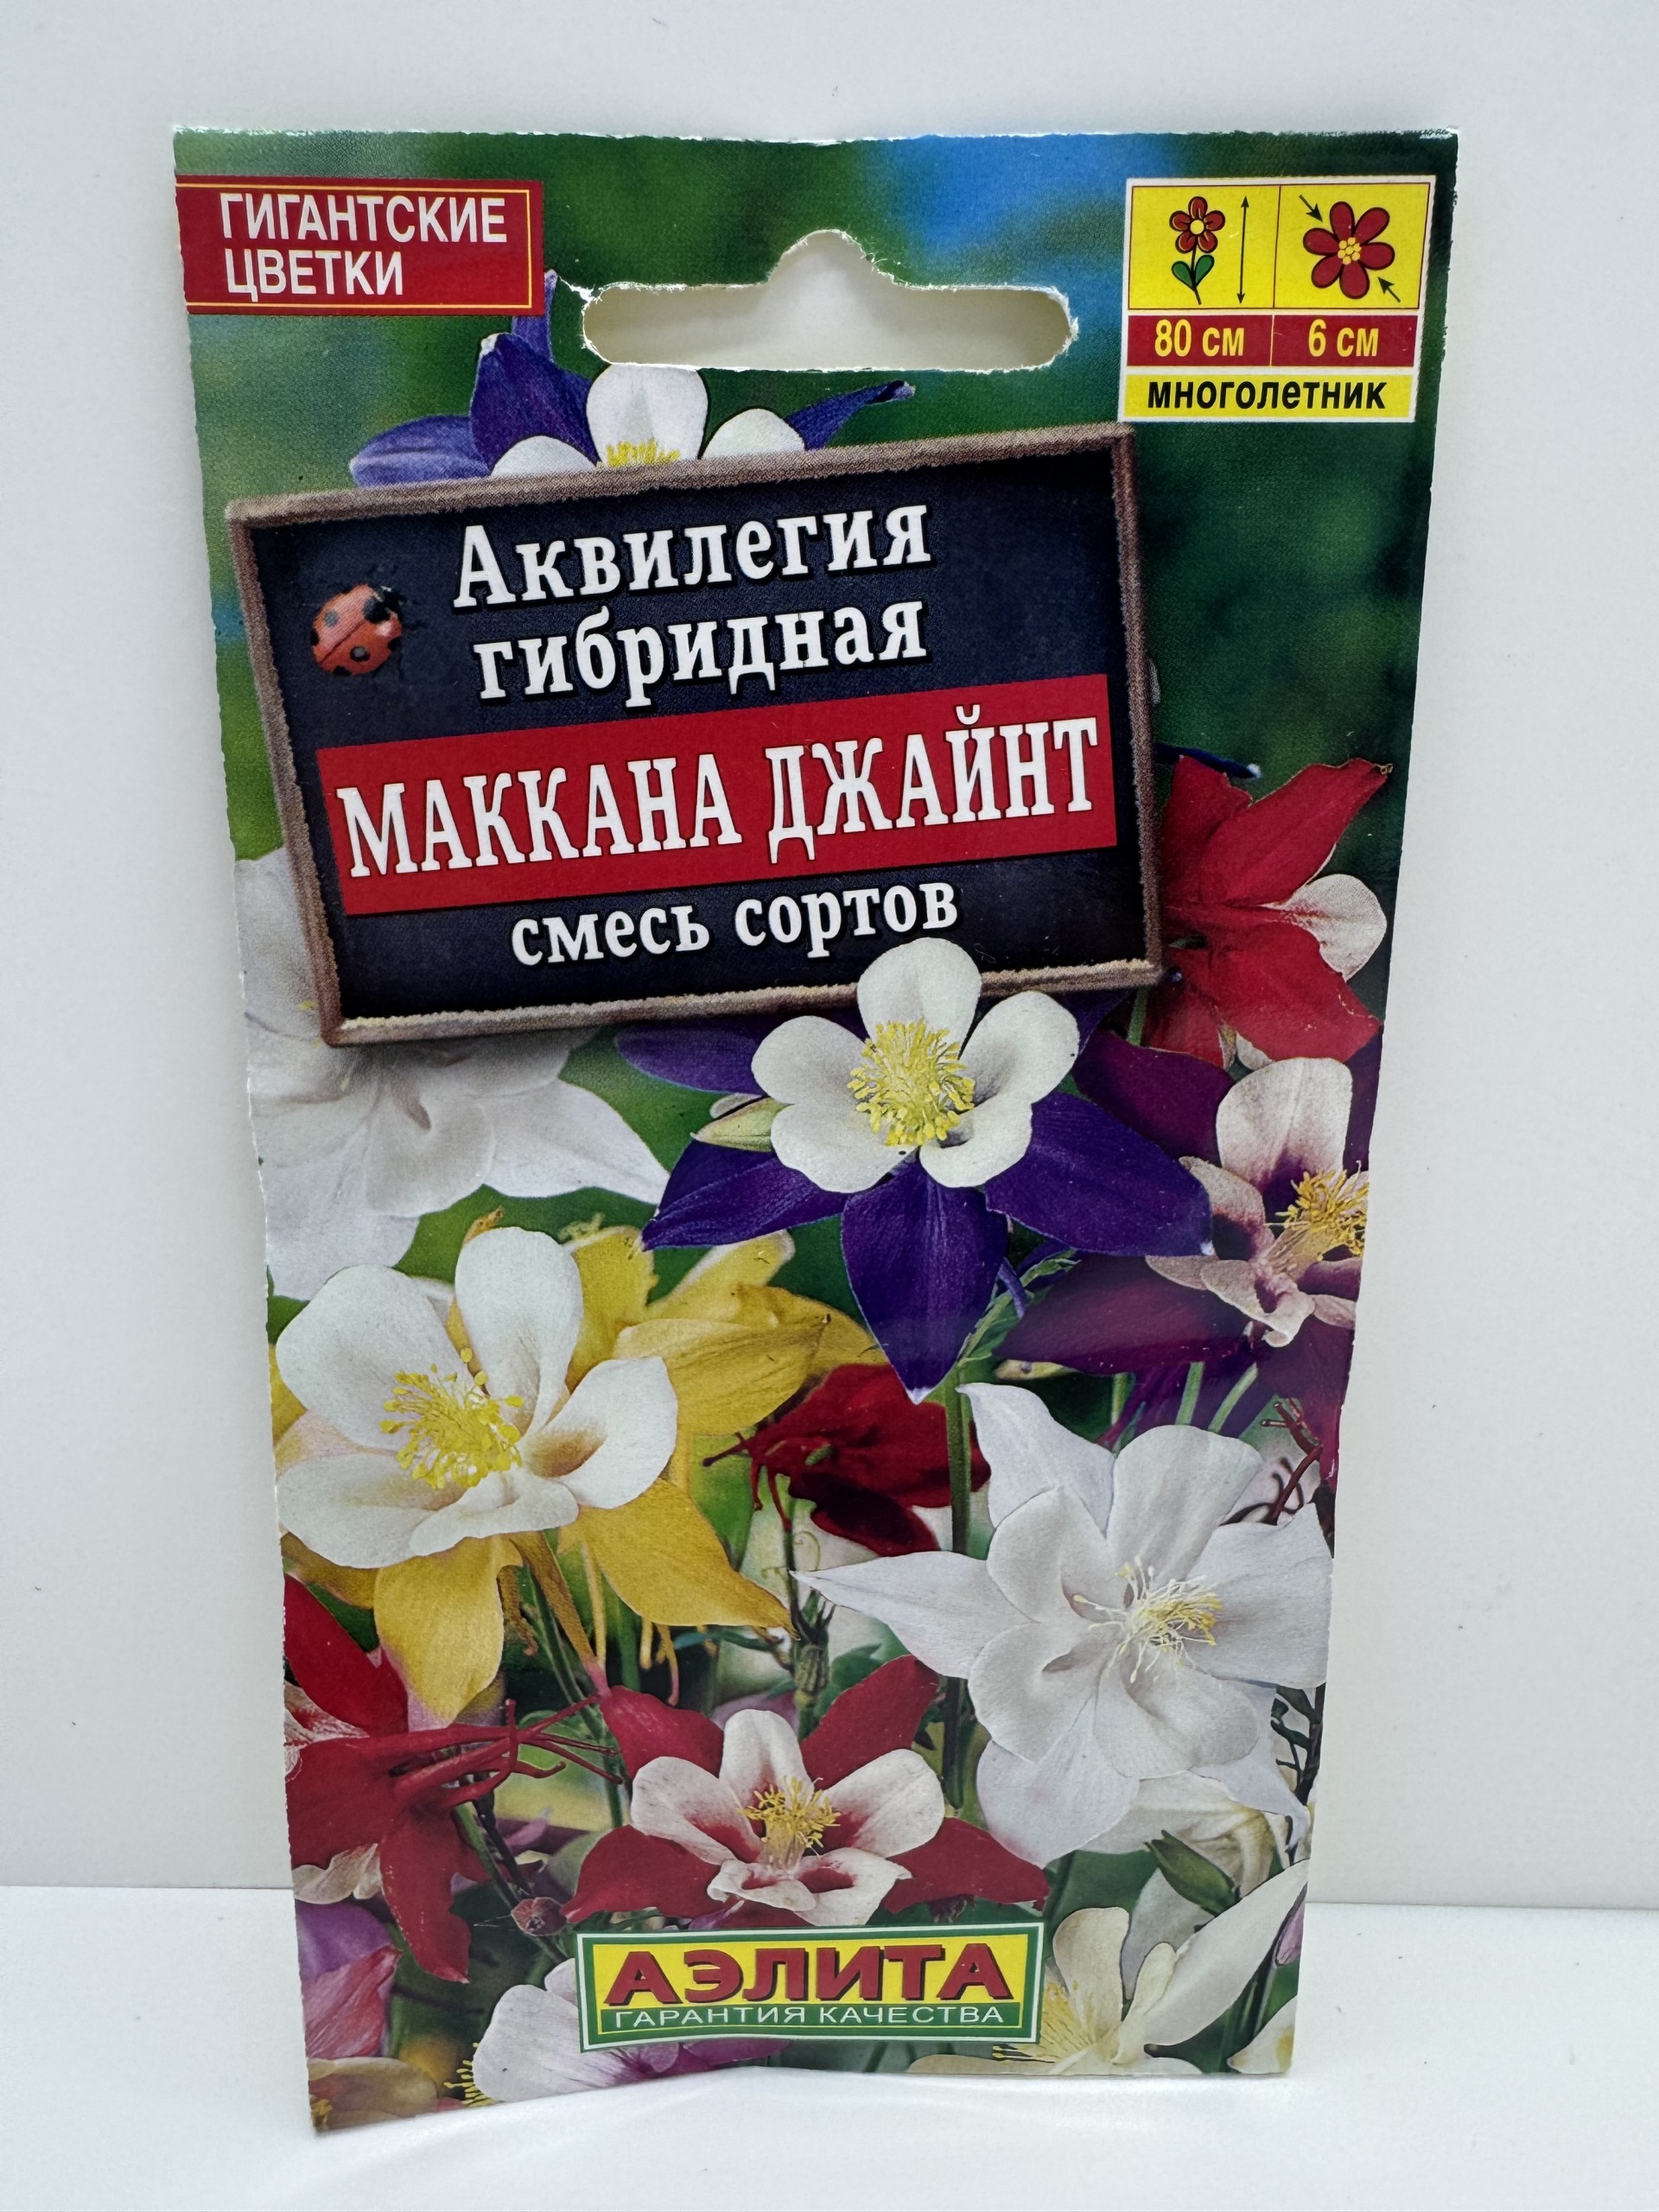 ГИГАНТСКИЕ
ЦВЕТКИ
80 см 6 см
многолетник
Аквилегия
гибридная
МАККАНА ДЖАЙНТ
смесь сортов
АЭЛИТА
ГАРАНТИЯ КАЧЕСТВА